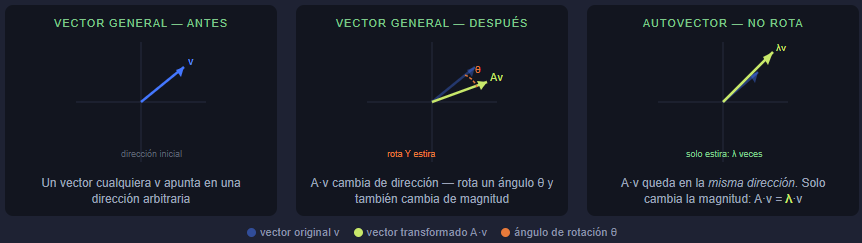 VECTOR GENERAL — ANTES
v
dirección inicial
Un vector cualquiera v apunta en una
dirección arbitraria
VECTOR GENERAL — DESPUÉS
θ
Av
rota Y estira
A·v cambia de dirección — rota un ángulo θ y
también cambia de magnitud
AUTOVECTOR — NO ROTA
λv
solo estira: λ veces
A·v queda en la misma dirección. Solo
cambia la magnitud: A·v = λ·v
vector original v
vector transformado A·v
ángulo de rotación θ